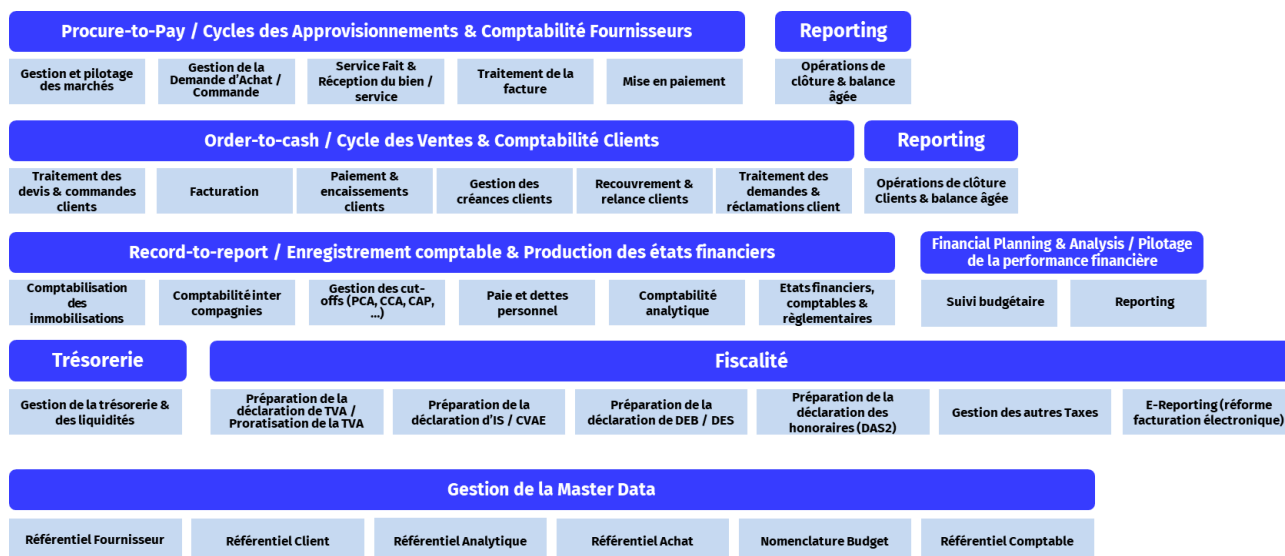 Procure-to-Pay / Cycles des Approvisionnements & Comptabilité Fournisseurs
Reporting
Gestion et pilotage
des marchés
Gestion de la
Demande d'Achat /
Commande
Service Fait &
Réception du bien /
service
Traitement de la
facture
Mise en paiement
Opérations de
clôture & balance
âgée
Order-to-cash / Cycle des Ventes & Comptabilité Clients
Reporting
Traitement des
devis & commandes
clients
Facturation
Paiement &
encaissements
clients
Gestion des
créances clients
Recouvrement &
relance clients
Traitement des
demandes &
réclamations client
Opérations de clôture
Clients & balance âgée
Record-to-report / Enregistrement comptable & Production des états financiers
Financial Planning & Analysis / Pilotage
de la performance financière
Comptabilisation
des
immobilisations
Comptabilité inter
compagnies
Gestion des cut-
offs (PCA, CCA, CAP,
...)
Paie et dettes
personnel
Comptabilité
analytique
Etats financiers,
comptables &
règlementaires
Suivi budgétaire
Reporting
Trésorerie
Fiscalité
Gestion de la trésorerie &
des liquidités
Préparation de la
déclaration de TVA /
Proratisation de la TVA
Préparation de la
déclaration d'IS / CVAE
Préparation de la
déclaration de DEB / DES
Préparation de la
déclaration des
honoraires (DAS2)
Gestion des autres Taxes
E-Reporting (réforme
facturation électronique)
Gestion de la Master Data
Référentiel Fournisseur
Référentiel Client
Référentiel Analytique
Référentiel Achat
Nomenclature Budget
Référentiel Comptable